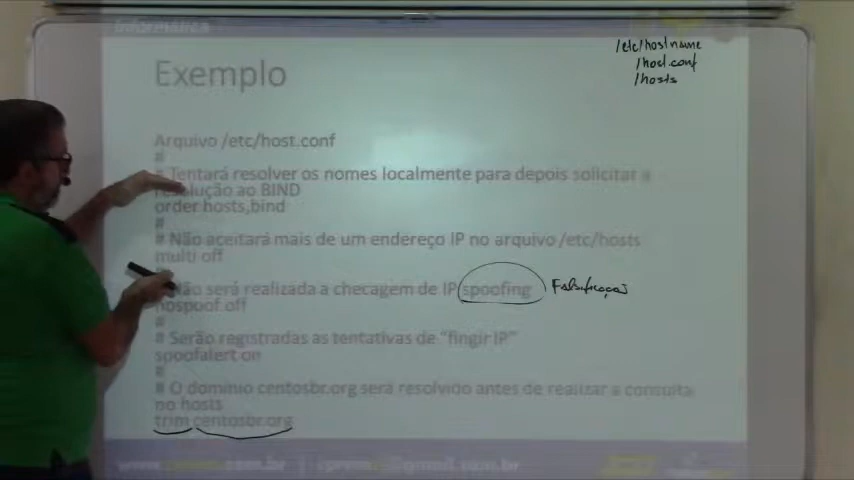 Informática
/etc/hostname
/host.conf
/hosts
Exemplo
Arquivo /etc/host.conf
#
# Tentará resolver os nomes localmente para depois solicitar a
resolução ao BIND
order hosts,bind
#
# Não aceitará mais de um endereço IP no arquivo /etc/hosts
multi off
#
# Não será realizada a checagem de IP spoofing Falsificação
nospoof off
#
# Serão registradas as tentativas de "fingir IP"
spoofalert on
#
# O domínio centosbr.org será resolvido antes de realizar a consulta
no hosts
trim centosbr.org